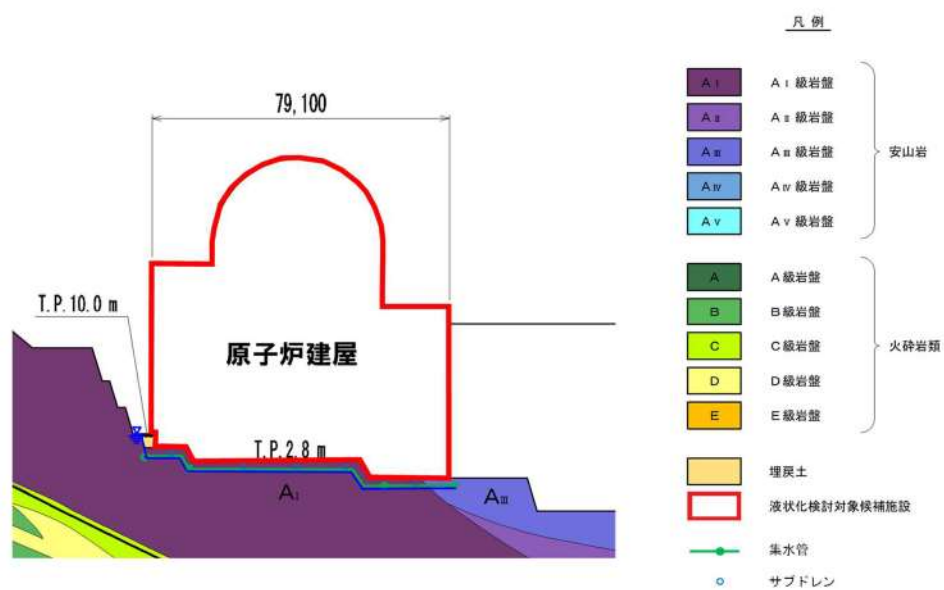 凡例
79,100
T.P.10.0 m
原子炉建屋
T.P.2.8 m
AⅠ
AⅢ
AⅠ AⅠ級岩盤
AⅡ AⅡ級岩盤
AⅢ AⅢ級岩盤
AⅣ AⅣ級岩盤
AⅤ AⅤ級岩盤
安山岩
A A級岩盤
B B級岩盤
C C級岩盤
D D級岩盤
E E級岩盤
火砕岩類
埋戻土
液状化検討対象候補施設
集水管
サブドレン